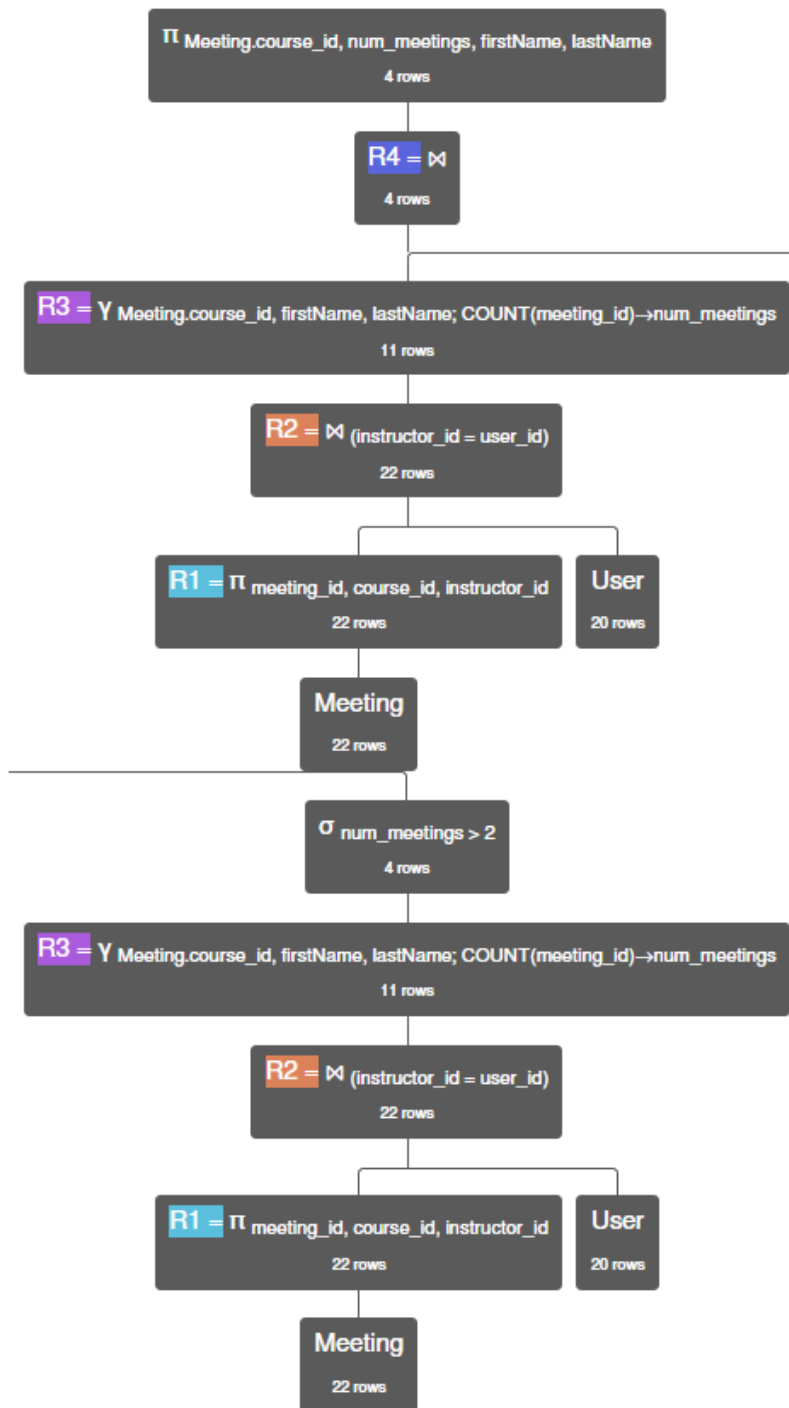 π Meeting.course_id, num_meetings, firstName, lastName
4 rows
R4 = ⋈
4 rows
R3 = γ Meeting.course_id, firstName, lastName; COUNT(meeting_id)→num_meetings
11 rows
R2 = ⋈ (instructor_id = user_id)
22 rows
R1 = π meeting_id, course_id, instructor_id
22 rows
User
20 rows
Meeting
22 rows
σ num_meetings > 2
4 rows
R3 = γ Meeting.course_id, firstName, lastName; COUNT(meeting_id)→num_meetings
11 rows
R2 = ⋈ (instructor_id = user_id)
22 rows
R1 = π meeting_id, course_id, instructor_id
22 rows
User
20 rows
Meeting
22 rows